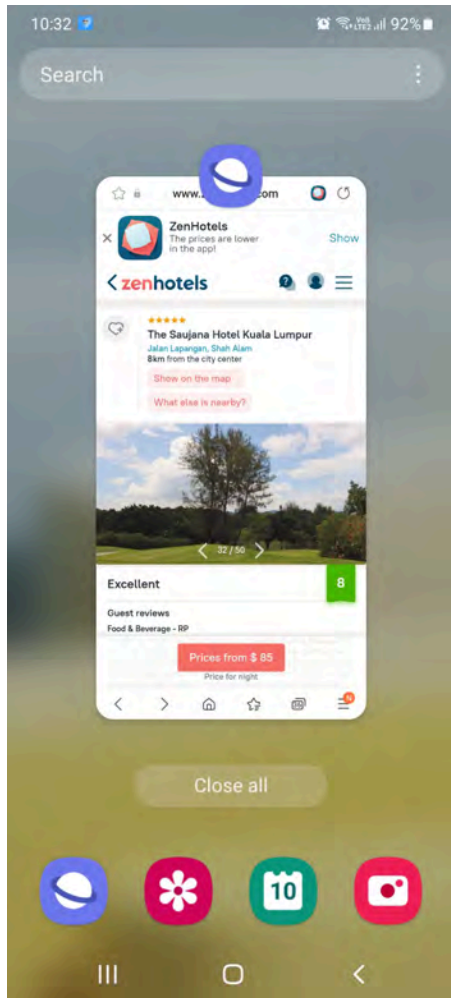 10:32
92%
Search
ZenHotels
The prices are lower
in the app!
Show
zenhotels
The Saujana Hotel Kuala Lumpur
Jalan Lapangan, Shah Alam
8km from the city center
Show on the map
What else is nearby?
32 / 50
Excellent
8
Guest reviews
Food & Beverage - RP
Prices from $ 85
Price for night
N
Close all
10